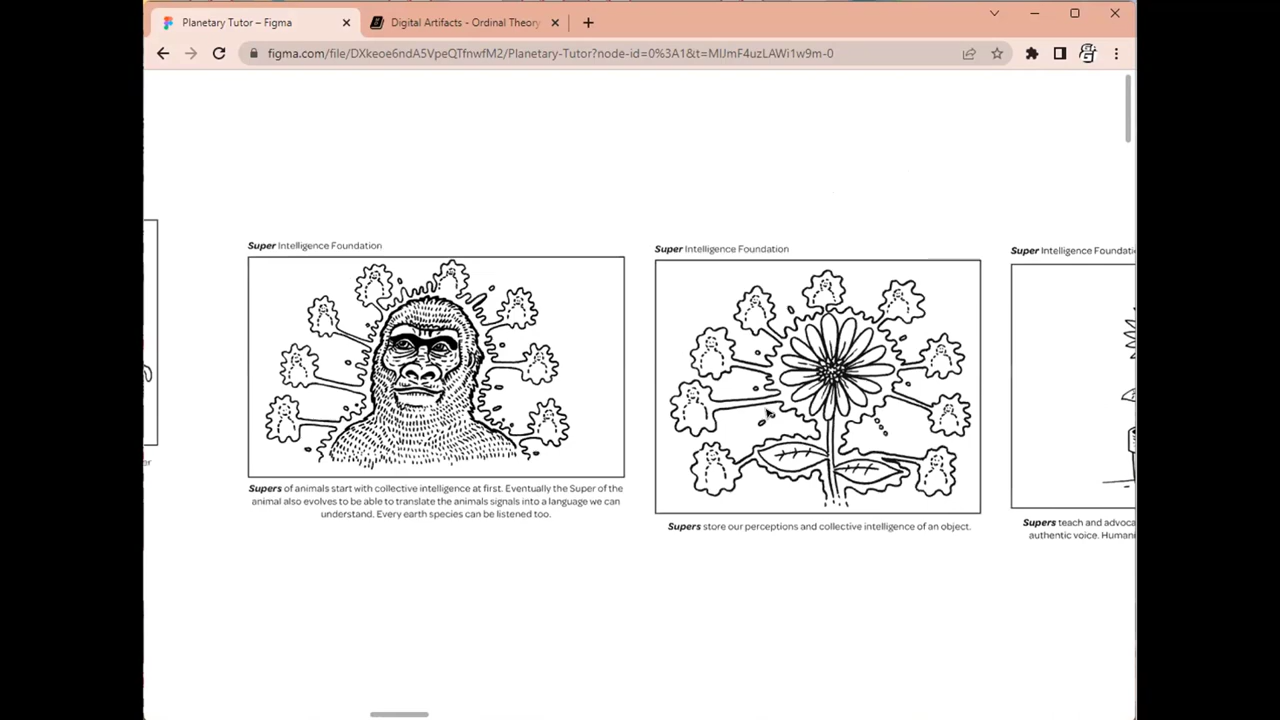 Planetary Tutor – Figma
Digital Artifacts - Ordinal Theory
figma.com/file/DXkeoe6ndA5VpeQTfnwfM2/Planetary-Tutor?node-id=0%3A1&t=MIJmF4uzLAWi1w9m-0
Super Intelligence Foundation
Super Intelligence Foundation
Super Intelligence Foundati
Supers of animals start with collective intelligence at first. Eventually the Super of the
animal also evolves to be able to translate the animals signals into a language we can
understand. Every earth species can be listened too.
Supers store our perceptions and collective intelligence of an object.
Supers teach and advoca
authentic voice. Humani
er